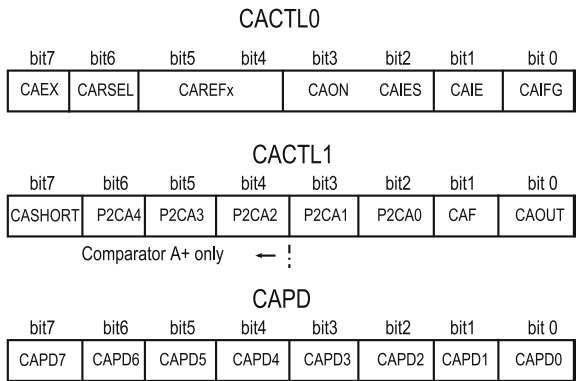 CACTL0
bit7 bit6 bit5 bit4 bit3 bit2 bit1 bit 0
CAEX CARSEL CAREFx CAON CAIES CAIE CAIFG
CACTL1
bit7 bit6 bit5 bit4 bit3 bit2 bit1 bit 0
CASHORT P2CA4 P2CA3 P2CA2 P2CA1 P2CA0 CAF CAOUT
Comparator A+ only
CAPD
bit7 bit6 bit5 bit4 bit3 bit2 bit1 bit 0
CAPD7 CAPD6 CAPD5 CAPD4 CAPD3 CAPD2 CAPD1 CAPD0